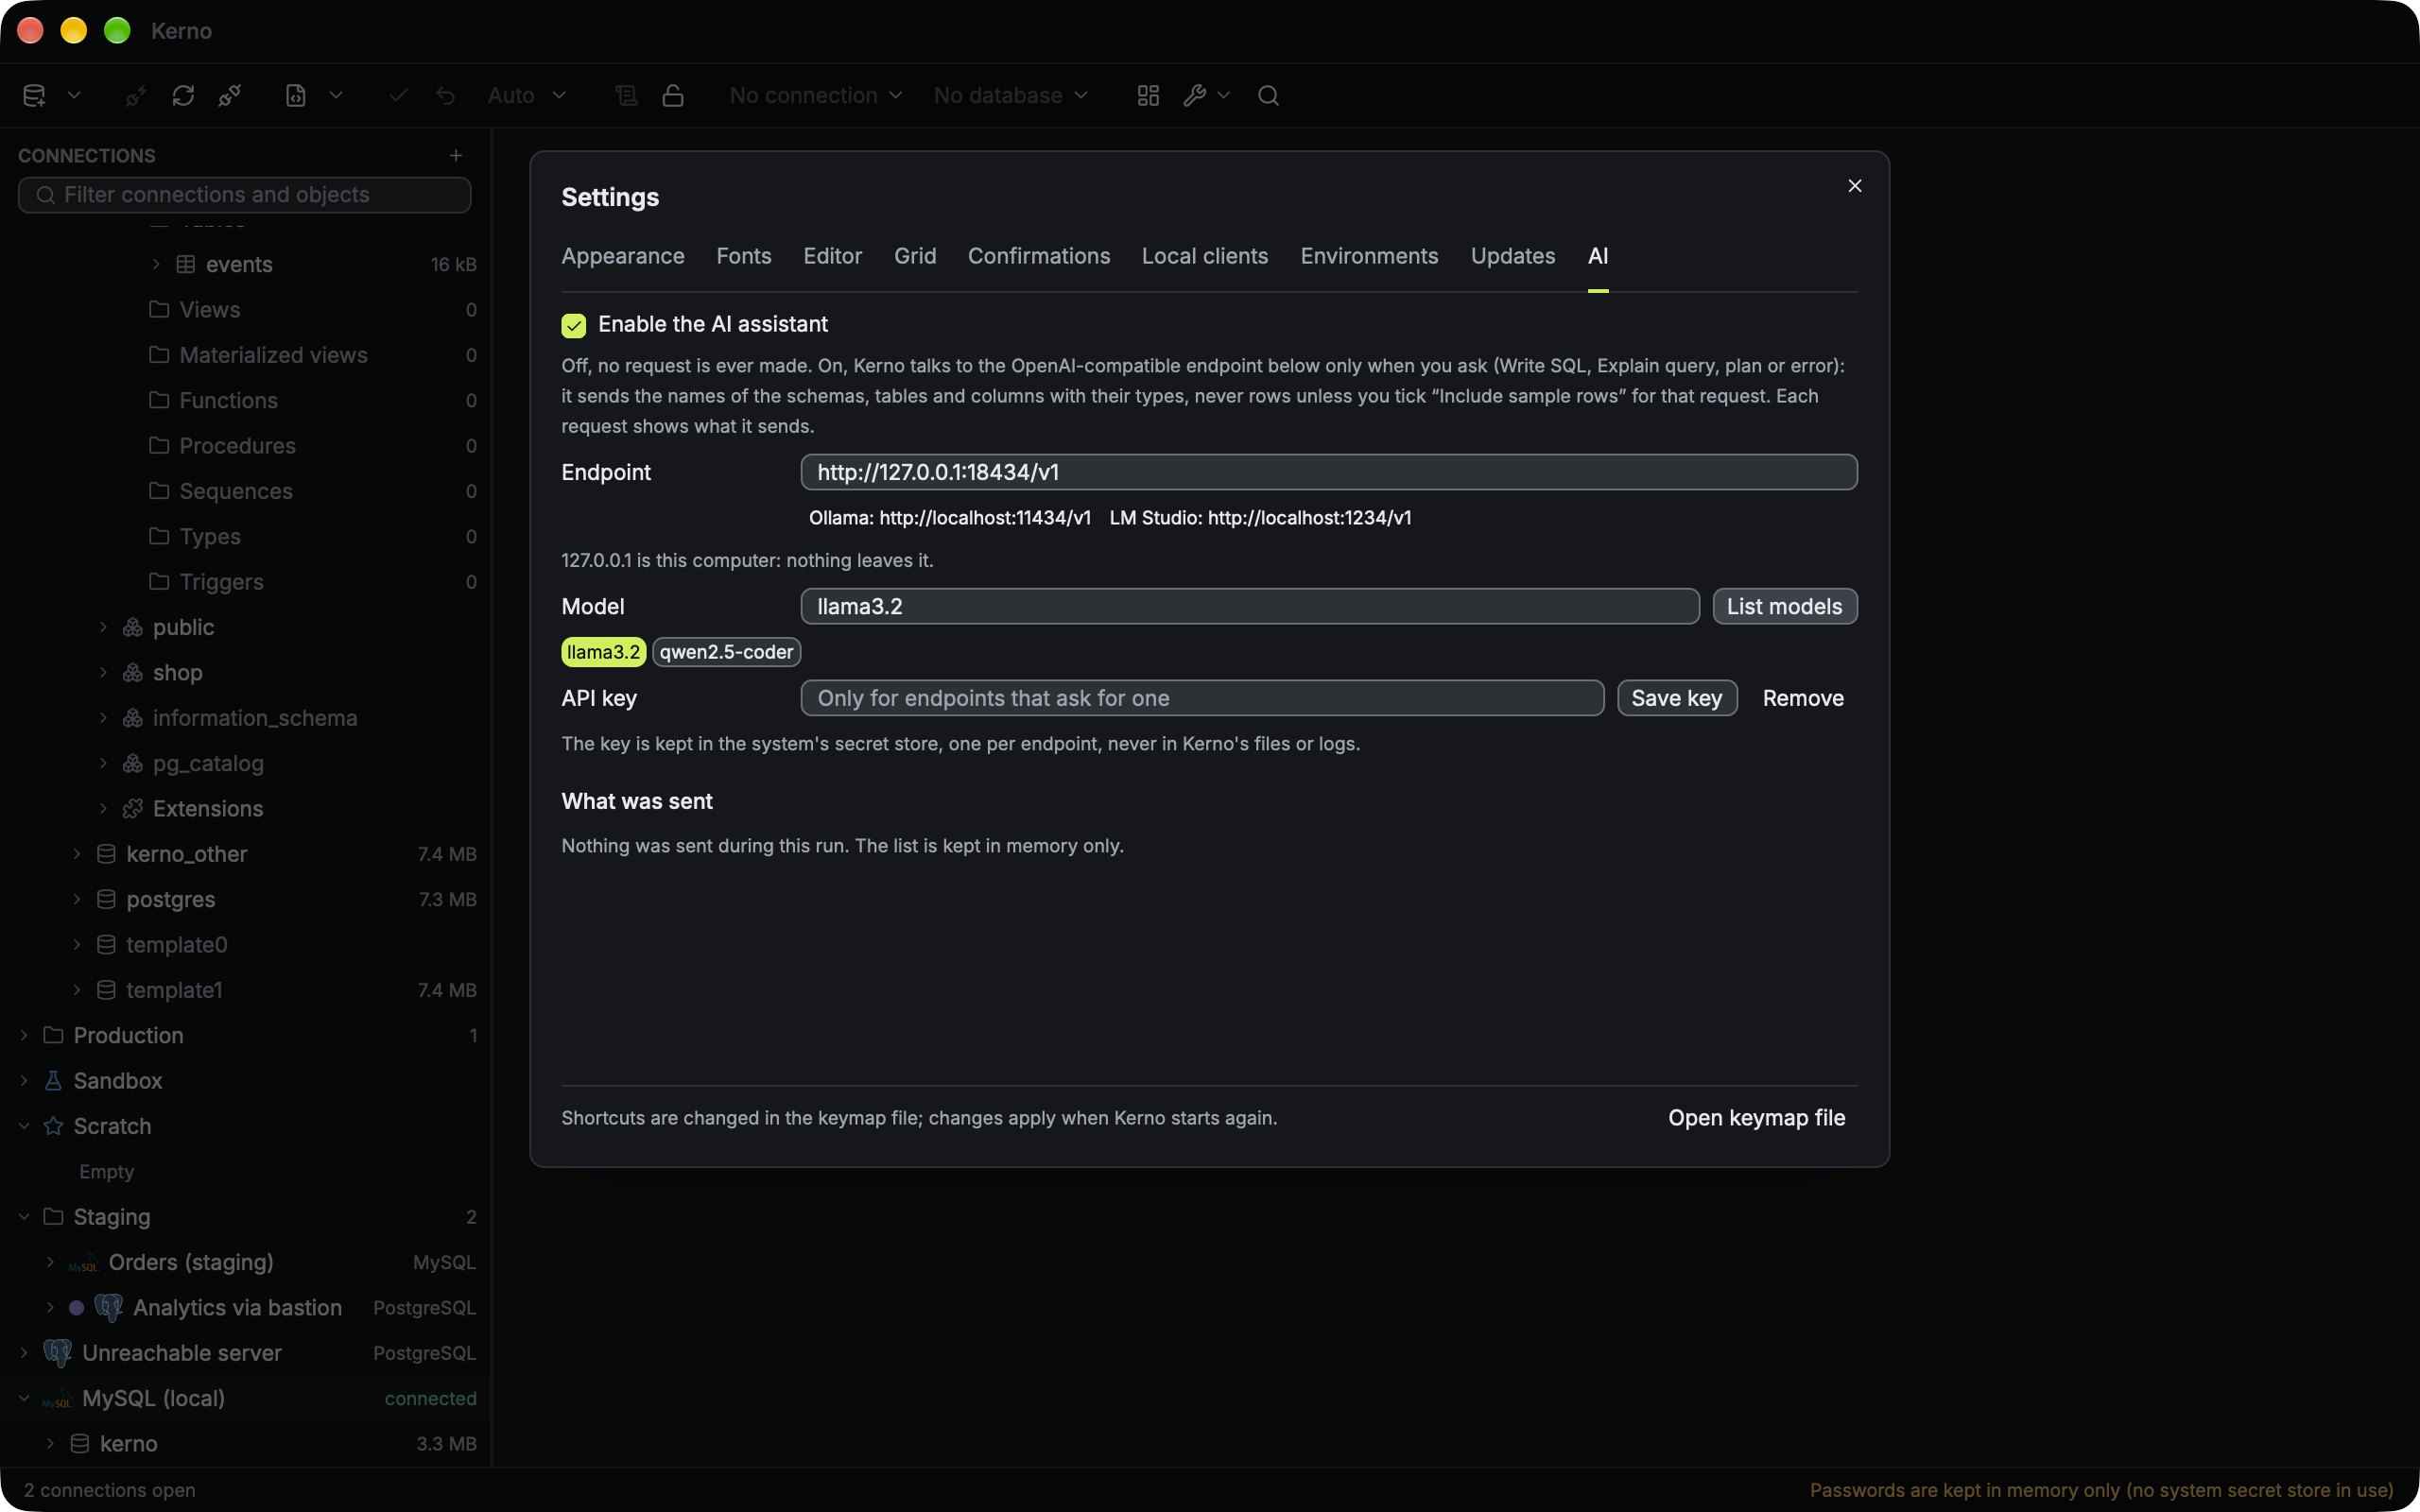 Kerno
Auto
No connection
No database
CONNECTIONS
Filter connections and objects
events 16 kB
Views 0
Materialized views 0
Functions 0
Procedures 0
Sequences 0
Types 0
Triggers 0
public
shop
information_schema
pg_catalog
Extensions
kerno_other 7.4 MB
postgres 7.3 MB
template0
template1 7.4 MB
Production 1
Sandbox
Scratch
Empty
Staging 2
MySQL Orders (staging) MySQL
Analytics via bastion PostgreSQL
Unreachable server PostgreSQL
MySQL MySQL (local) connected
kerno 3.3 MB
2 connections open
Settings
Appearance Fonts Editor Grid Confirmations Local clients Environments Updates AI
Enable the AI assistant
Off, no request is ever made. On, Kerno talks to the OpenAI-compatible endpoint below only when you ask (Write SQL, Explain query, plan or error):
it sends the names of the schemas, tables and columns with their types, never rows unless you tick “Include sample rows” for that request. Each
request shows what it sends.
Endpoint http://127.0.0.1:18434/v1
Ollama: http://localhost:11434/v1 LM Studio: http://localhost:1234/v1
127.0.0.1 is this computer: nothing leaves it.
Model llama3.2 List models
llama3.2 qwen2.5-coder
API key Only for endpoints that ask for one Save key Remove
The key is kept in the system's secret store, one per endpoint, never in Kerno's files or logs.
What was sent
Nothing was sent during this run. The list is kept in memory only.
Shortcuts are changed in the keymap file; changes apply when Kerno starts again. Open keymap file
Passwords are kept in memory only (no system secret store in use)